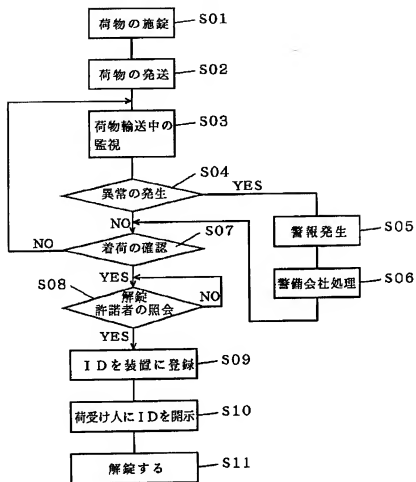 荷物の施錠
S01
荷物の発送
S02
荷物輸送中の
監視
S03
異常の発生
S04
YES
NO
警報発生
S05
警備会社処理
S06
着荷の確認
S07
NO
YES
解錠
許諾者の照会
S08
NO
YES
IDを装置に登録
S09
荷受け人にIDを開示
S10
解錠する
S11